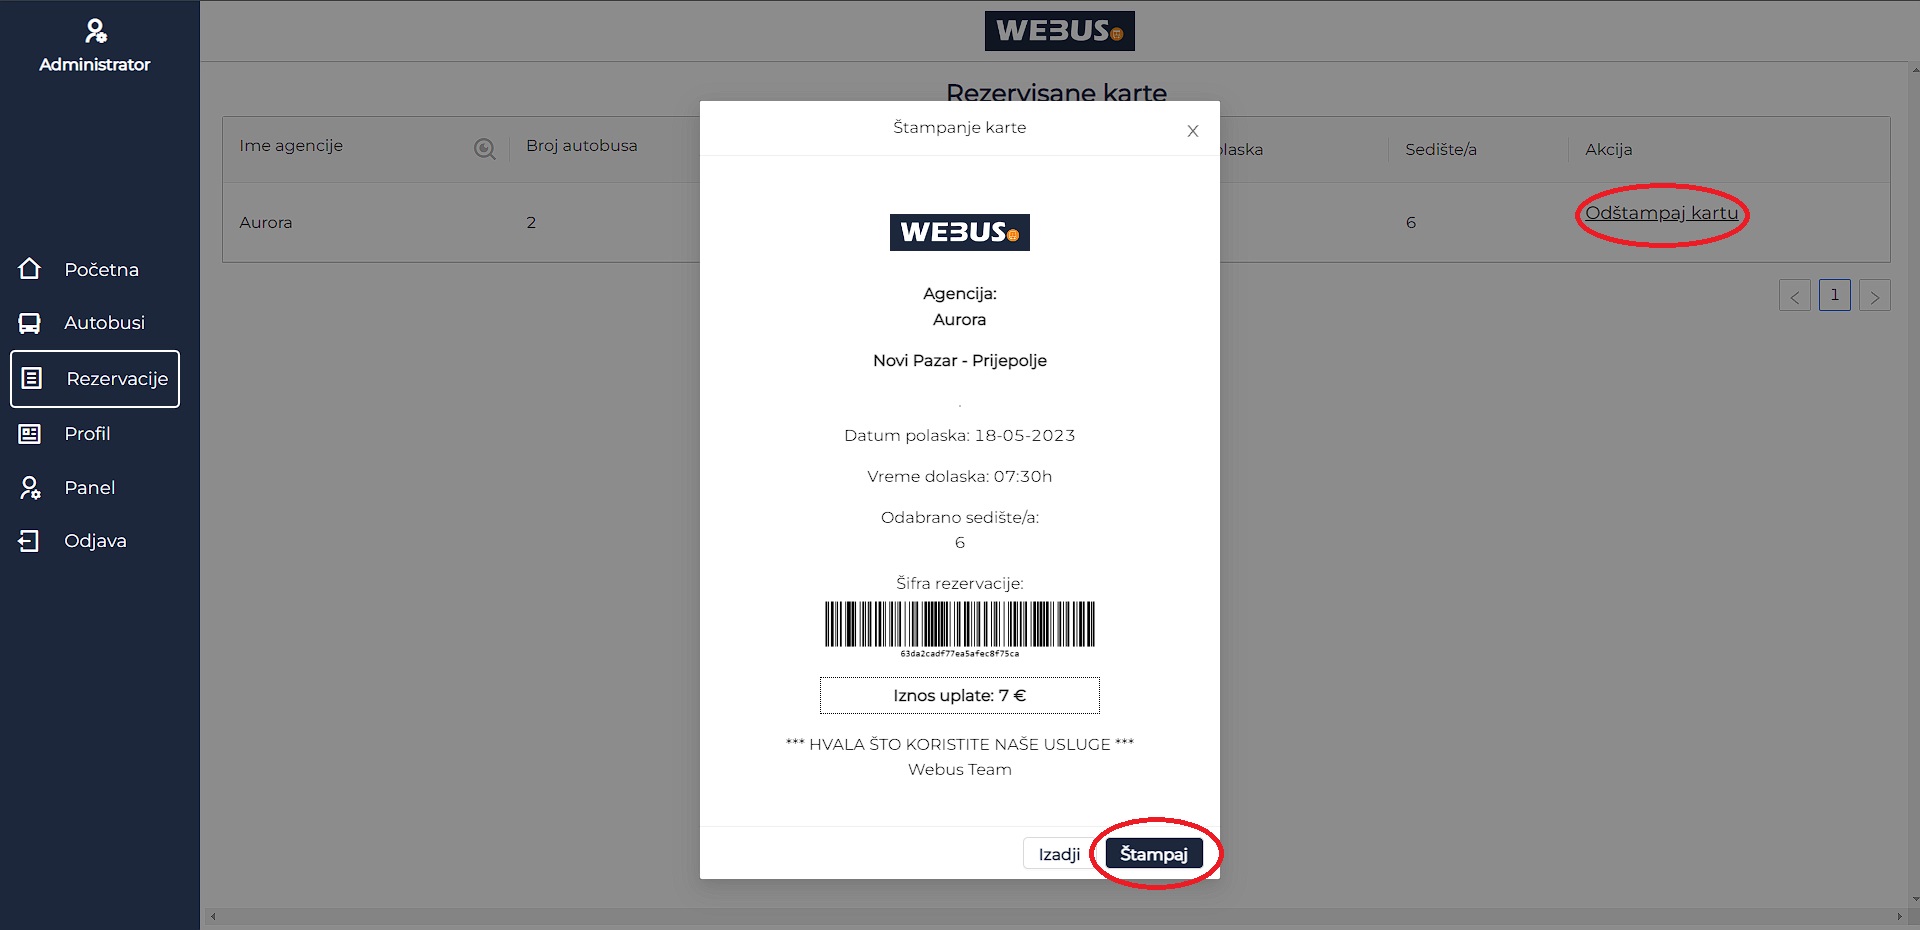 Administrator
Početna
Autobusi
Rezervacije
Profil
Panel
Odjava
WEBUS
Rezervisane karte
Ime agencije
Broj autobusa
Sedište/a
Akcija
Aurora
2
6
Odštampaj kartu
1
Štampanje karte
X
WEBUS
Agencija:
Aurora
Novi Pazar - Prijepolje
.
Datum polaska: 18-05-2023
Vreme dolaska: 07:30h
Odabrano sedište/a:
6
Šifra rezervacije:
63da2cadf77ea5afec8f75ca
Iznos uplate: 7 €
*** HVALA ŠTO KORISTITE NAŠE USLUGE ***
Webus Team
Izadji
Štampaj